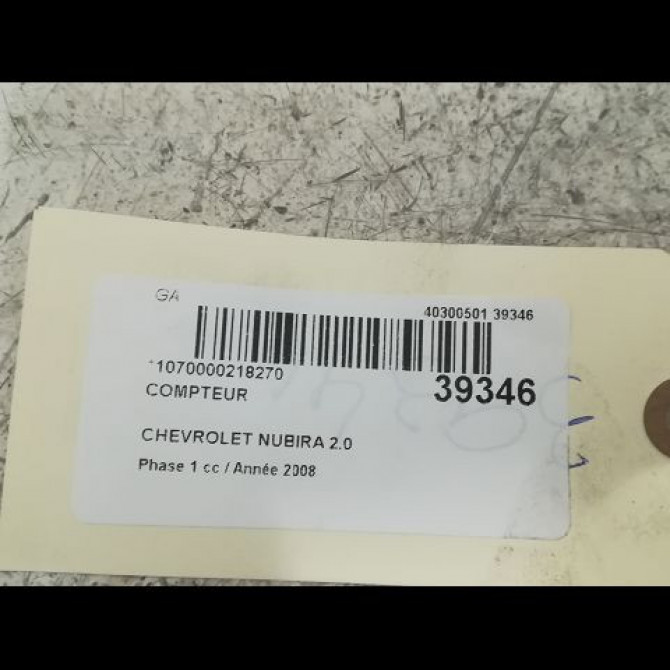 GA
40300501 39346
*1070000218270
39346
COMPTEUR
CHEVROLET NUBIRA 2.0
Phase 1 cc / Année 2008